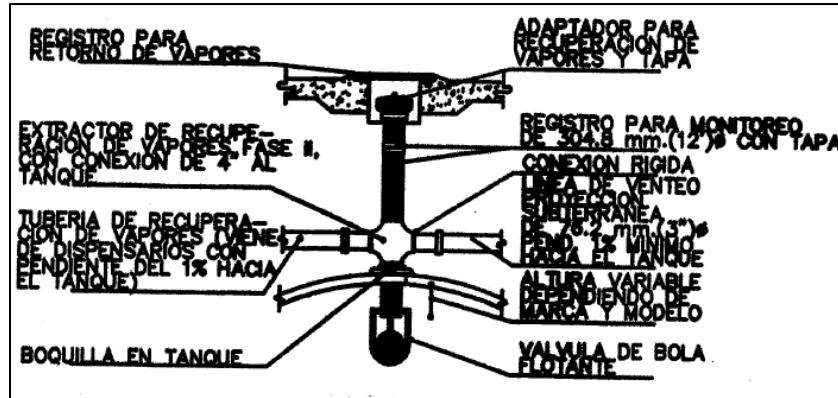 REGISTRO PARA
RETORNO DE VAPORES
EXTRACTOR DE RECUPE-
RACION DE VAPORES FASE II,
CON CONEXION DE 4" AL
TANQUE
TUBERIA DE RECUPERA-
CION DE VAPORES (VIENE
DE DISPENSARIOS CON
PENDIENTE DEL 1% HACIA
EL TANQUE)
BOQUILLA EN TANQUE
ADAPTADOR PARA
RECUPERACION DE
VAPORES Y TAPA
REGISTRO PARA MONITOREO
DE 304.8 mm.(12")ø CON TAPA
CONEXION RIGIDA
LINEA DE VENTEO
PROYECCION
SUBTERRANEA
DE 76.2 mm.(3")ø
PEND. 1% MINIMO
HACIA EL TANQUE
ALTURA VARIABLE
DEPENDIENDO DE
MARCA Y MODELO
VALVULA DE BOLA
FLOTANTE